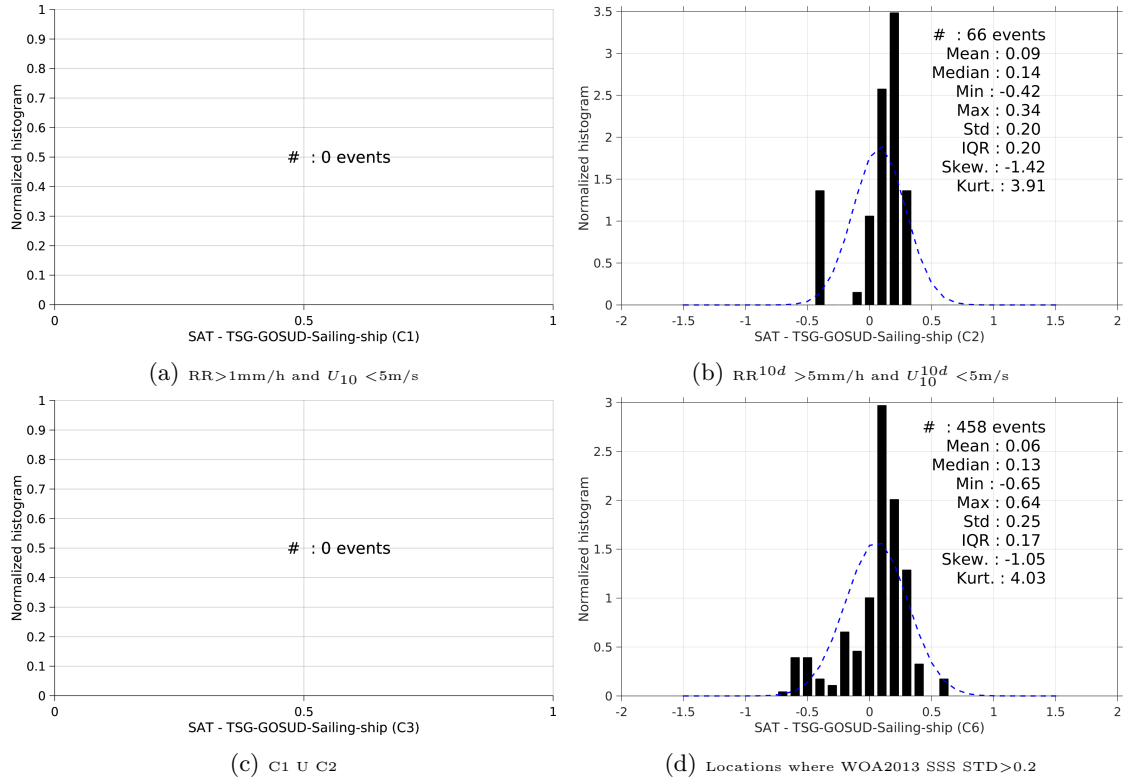 1
0.9
0.8
0.7
0.6
0.5
0.4
0.3
0.2
0.1
0
Normalized histogram
# : 0 events
0 0.5 1
SAT - TSG-GOSUD-Sailing-ship (C1)
(a) RR>1mm/h and U10 <5m/s
3.5
3
2.5
2
1.5
1
0.5
0
Normalized histogram
# : 66 events
Mean : 0.09
Median : 0.14
Min : -0.42
Max : 0.34
Std : 0.20
IQR : 0.20
Skew. : -1.42
Kurt. : 3.91
-2 -1.5 -1 -0.5 0 0.5 1 1.5 2
SAT - TSG-GOSUD-Sailing-ship (C2)
(b) RR10d >5mm/h and U10d10 <5m/s
1
0.9
0.8
0.7
0.6
0.5
0.4
0.3
0.2
0.1
0
Normalized histogram
# : 0 events
0 0.5 1
SAT - TSG-GOSUD-Sailing-ship (C3)
(c) C1 U C2
3
2.5
2
1.5
1
0.5
0
Normalized histogram
# : 458 events
Mean : 0.06
Median : 0.13
Min : -0.65
Max : 0.64
Std : 0.25
IQR : 0.17
Skew. : -1.05
Kurt. : 4.03
-2 -1.5 -1 -0.5 0 0.5 1 1.5 2
SAT - TSG-GOSUD-Sailing-ship (C6)
(d) Locations where WOA2013 SSS STD>0.2